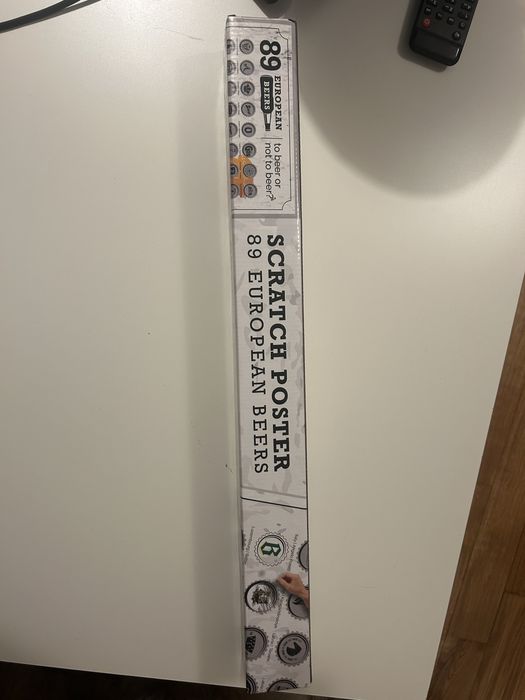 89
EUROPEAN
BEERS
to beer or
not to beer?
SCRATCH POSTER
89 EUROPEAN BEERS